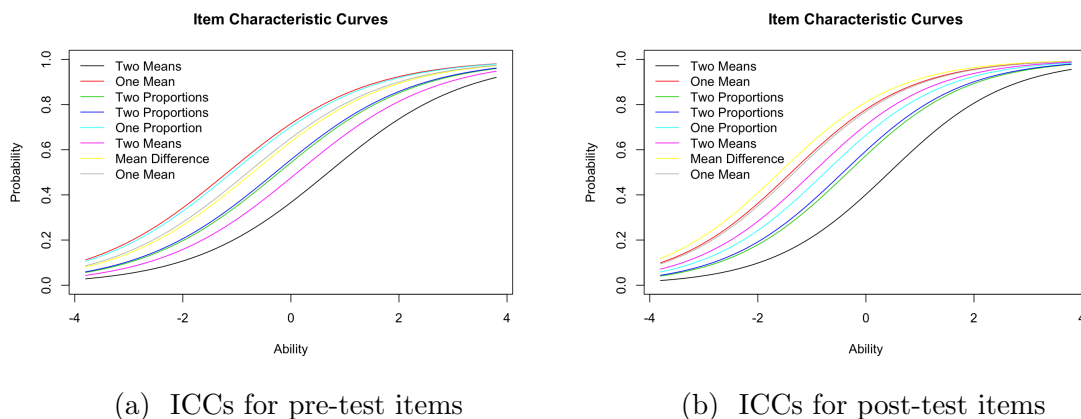 Item Characteristic Curves
1.0
0.8
0.6
0.4
0.2
0.0
Probability
Two Means
One Mean
Two Proportions
Two Proportions
One Proportion
Two Means
Mean Difference
One Mean
-4
-2
0
2
4
Ability
(a) ICCs for pre-test items
Item Characteristic Curves
1.0
0.8
0.6
0.4
0.2
0.0
Probability
Two Means
One Mean
Two Proportions
Two Proportions
One Proportion
Two Means
Mean Difference
One Mean
-4
-2
0
2
4
Ability
(b) ICCs for post-test items